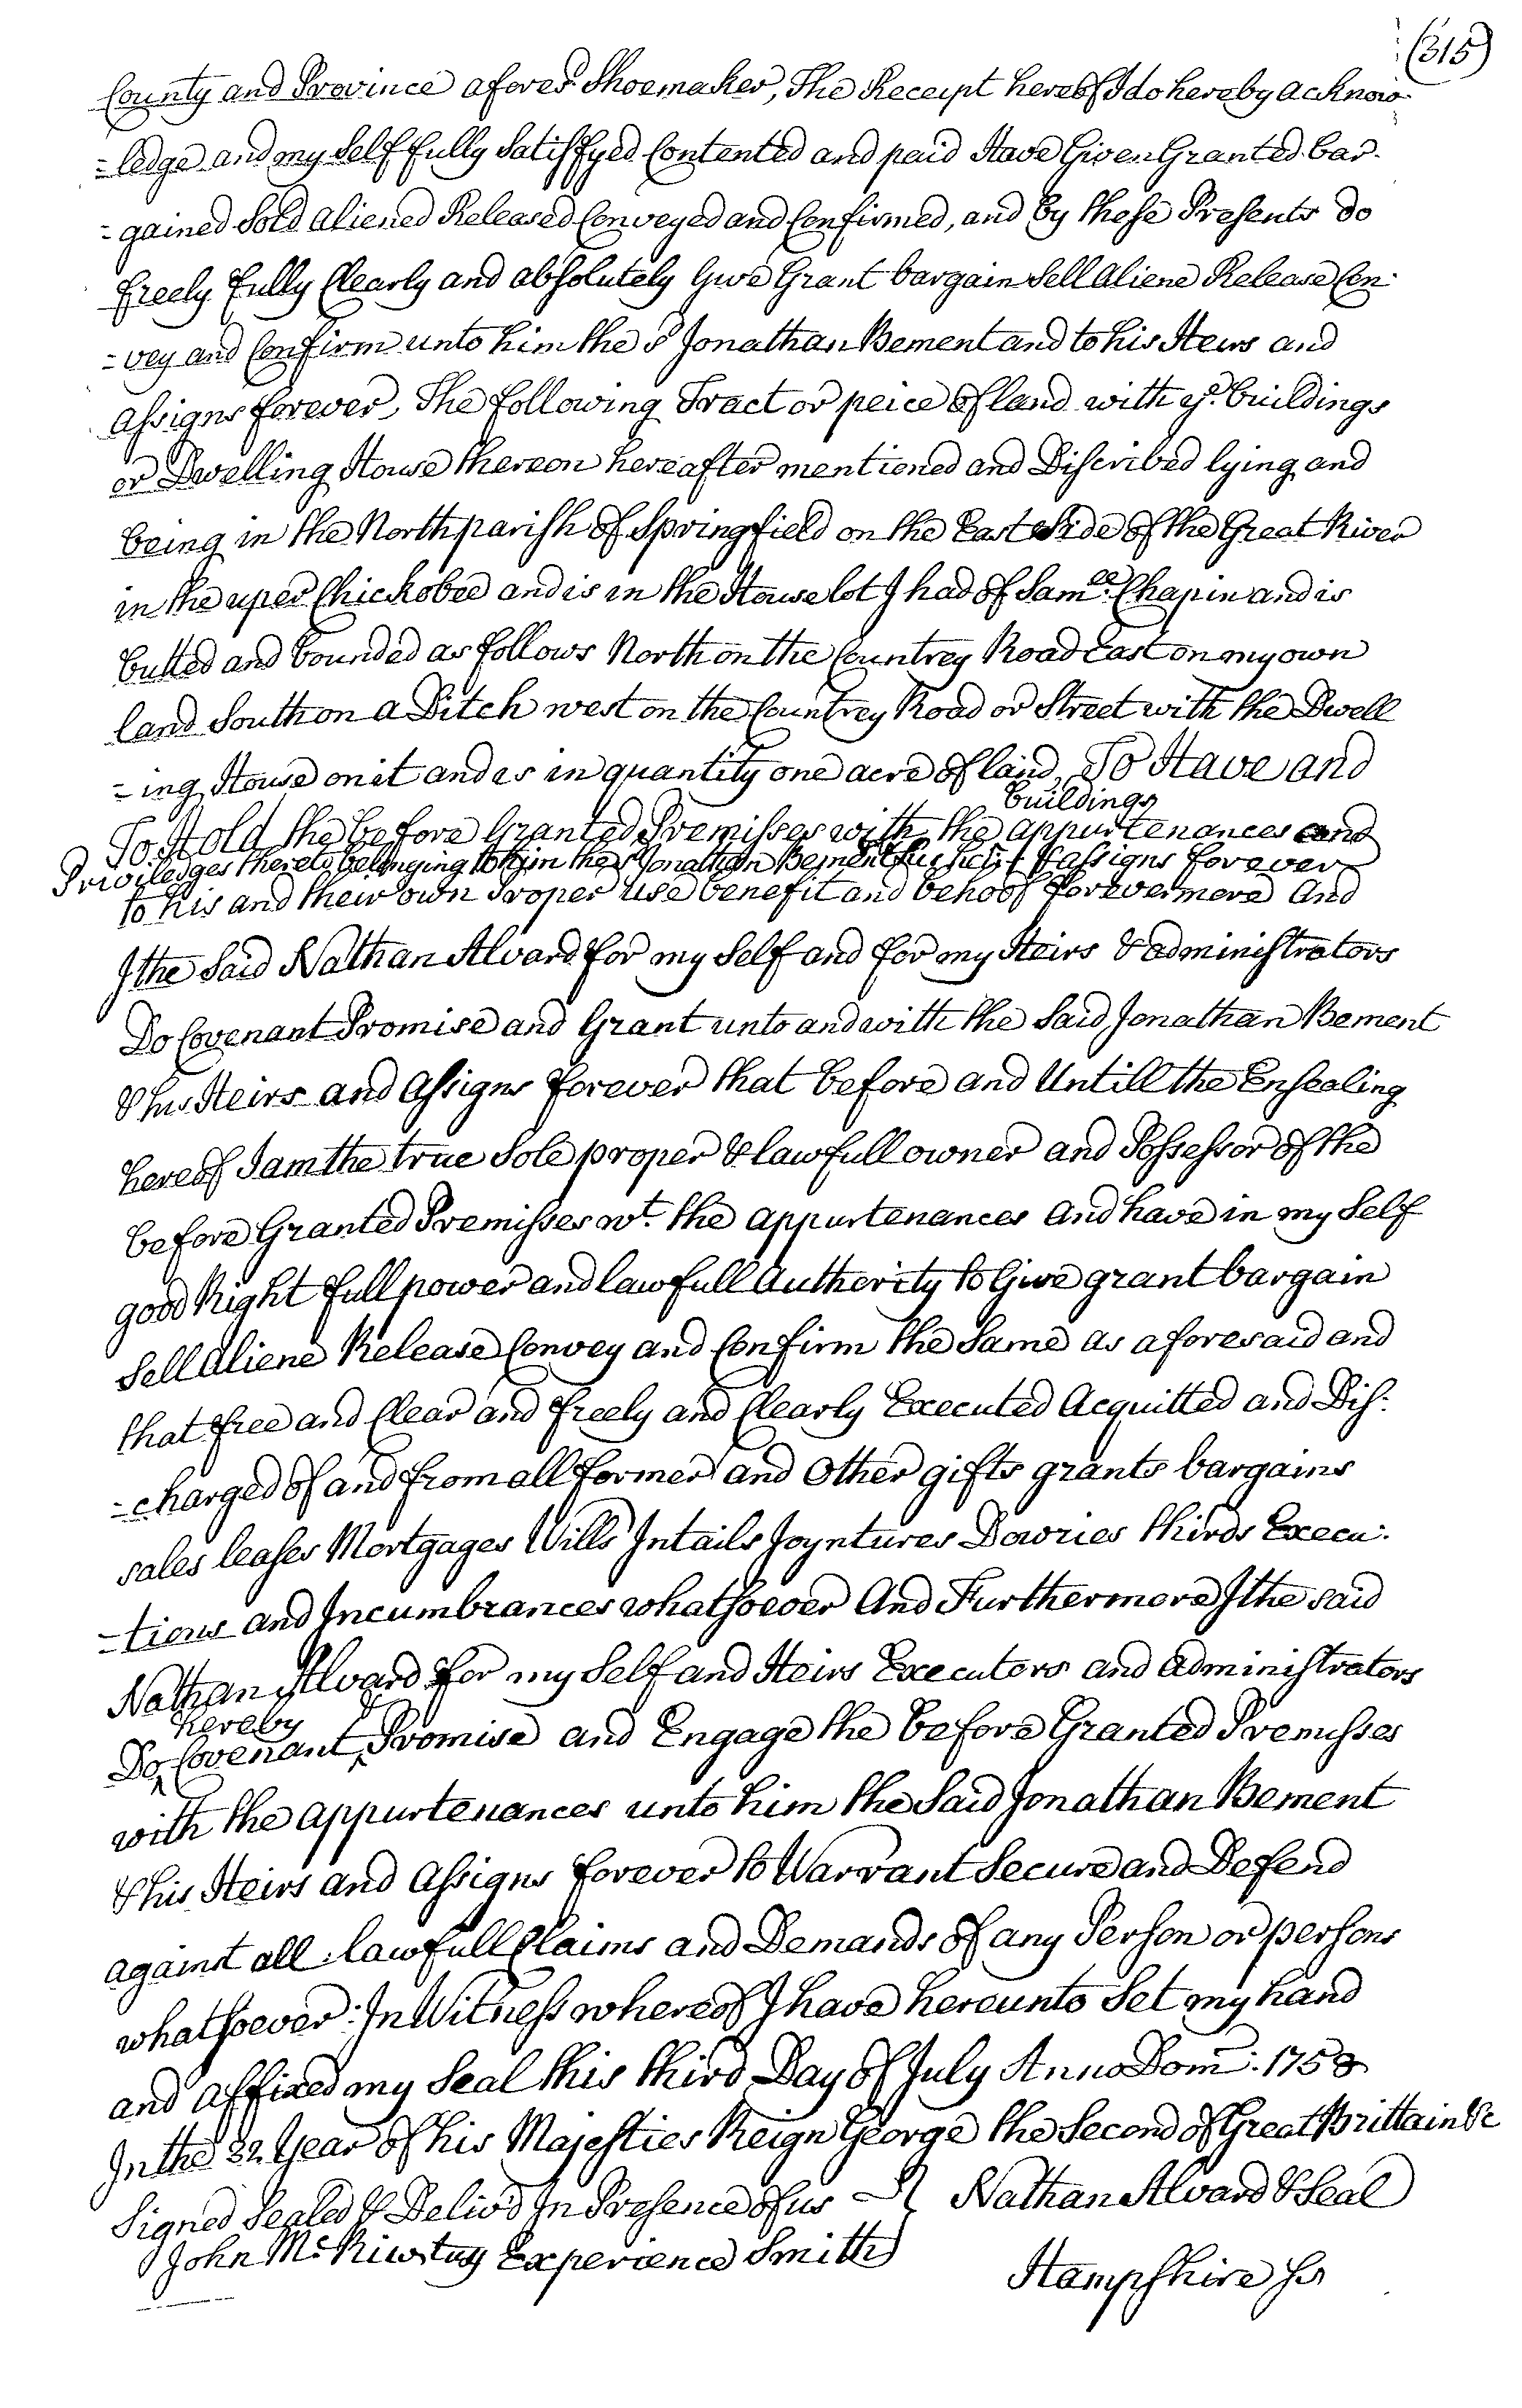 (315)
County and Province afores.d Shoemaker, The Receipt hereof I do hereby acknow-
=ledge and my Self fully Satisfyed Contented and paid Have Given Granted bar-
=gained Sold aliened Released Conveyed and Confirmed, and by these Presents do
freely fully Clearly and absolutely Give Grant bargain Sell aliene Release Con-
=vey and Confirm unto him the s.d Jonathan Bement and to his Heirs and
assigns forever, The following Tract or peice of land with ye. buildings
or Dwelling House thereon hereafter mentioned and Discribed lying and
being in the North parish of Springfield on the East Side of the Great River
in the uper Chickobee and is in the House lot I had of Sam.ll Chapin and is
butted and bounded as follows North on the Countrey Road East on my own
land South on a Ditch west on the Countrey Road or Street with the Dwell
=ing House on it and is in quantity one acre of land, To Have and
buildings
To Hold the before Granted Premisses with the appurtenances and
Priviledges thereto belonging to him the s.d Jonathan Bement his heirs & assigns forever
to his and their own Proper use benefit and behoof forevermore And
I the Said Nathan Alvard for my Self and for my Heirs & administrators
Do Covenant Promise and Grant unto and with the Said Jonathan Bement
& his Heirs and assigns forever that before and Untill the Ensealing
hereof I am the true Sole proper & lawfull owner and Possessor of the
before Granted Premisses wt. the appurtenances And have in my Self
good Right full power and lawfull Authority to Give grant bargain
Sell Aliene Release Convey and Confirm the Same as aforesaid and
that free and Clear and freely and Clearly Executed Acquitted and Dis-
=charged of and from all former and Other gifts grants bargains
sales leases Mortgages Wills Intails Joyntures Dowries thirds Execu-
=tions and Incumbrances whatsoever And Furthermore I the said
Nathan Alvard for my Self and Heirs Executors and administrators
hereby
Do Covenant Promise and Engage the before Granted Premisses
with the appurtenances unto him the Said Jonathan Bement
& his Heirs and assigns forever to Warrant Secure and Defend
against all lawfull Claims and Demands of any Person or persons
whatsoever: In Witness whereof I have hereunto Set my hand
and affixed my Seal this third Day of July Anno Dom: 1758
In the 32 Year of his Majesties Reign George the Second of Great Brittain &c
Signed Sealed & Deliv'd In Presence of us Nathan Alvard & Seal
John Experience Smith
Hampshire ss